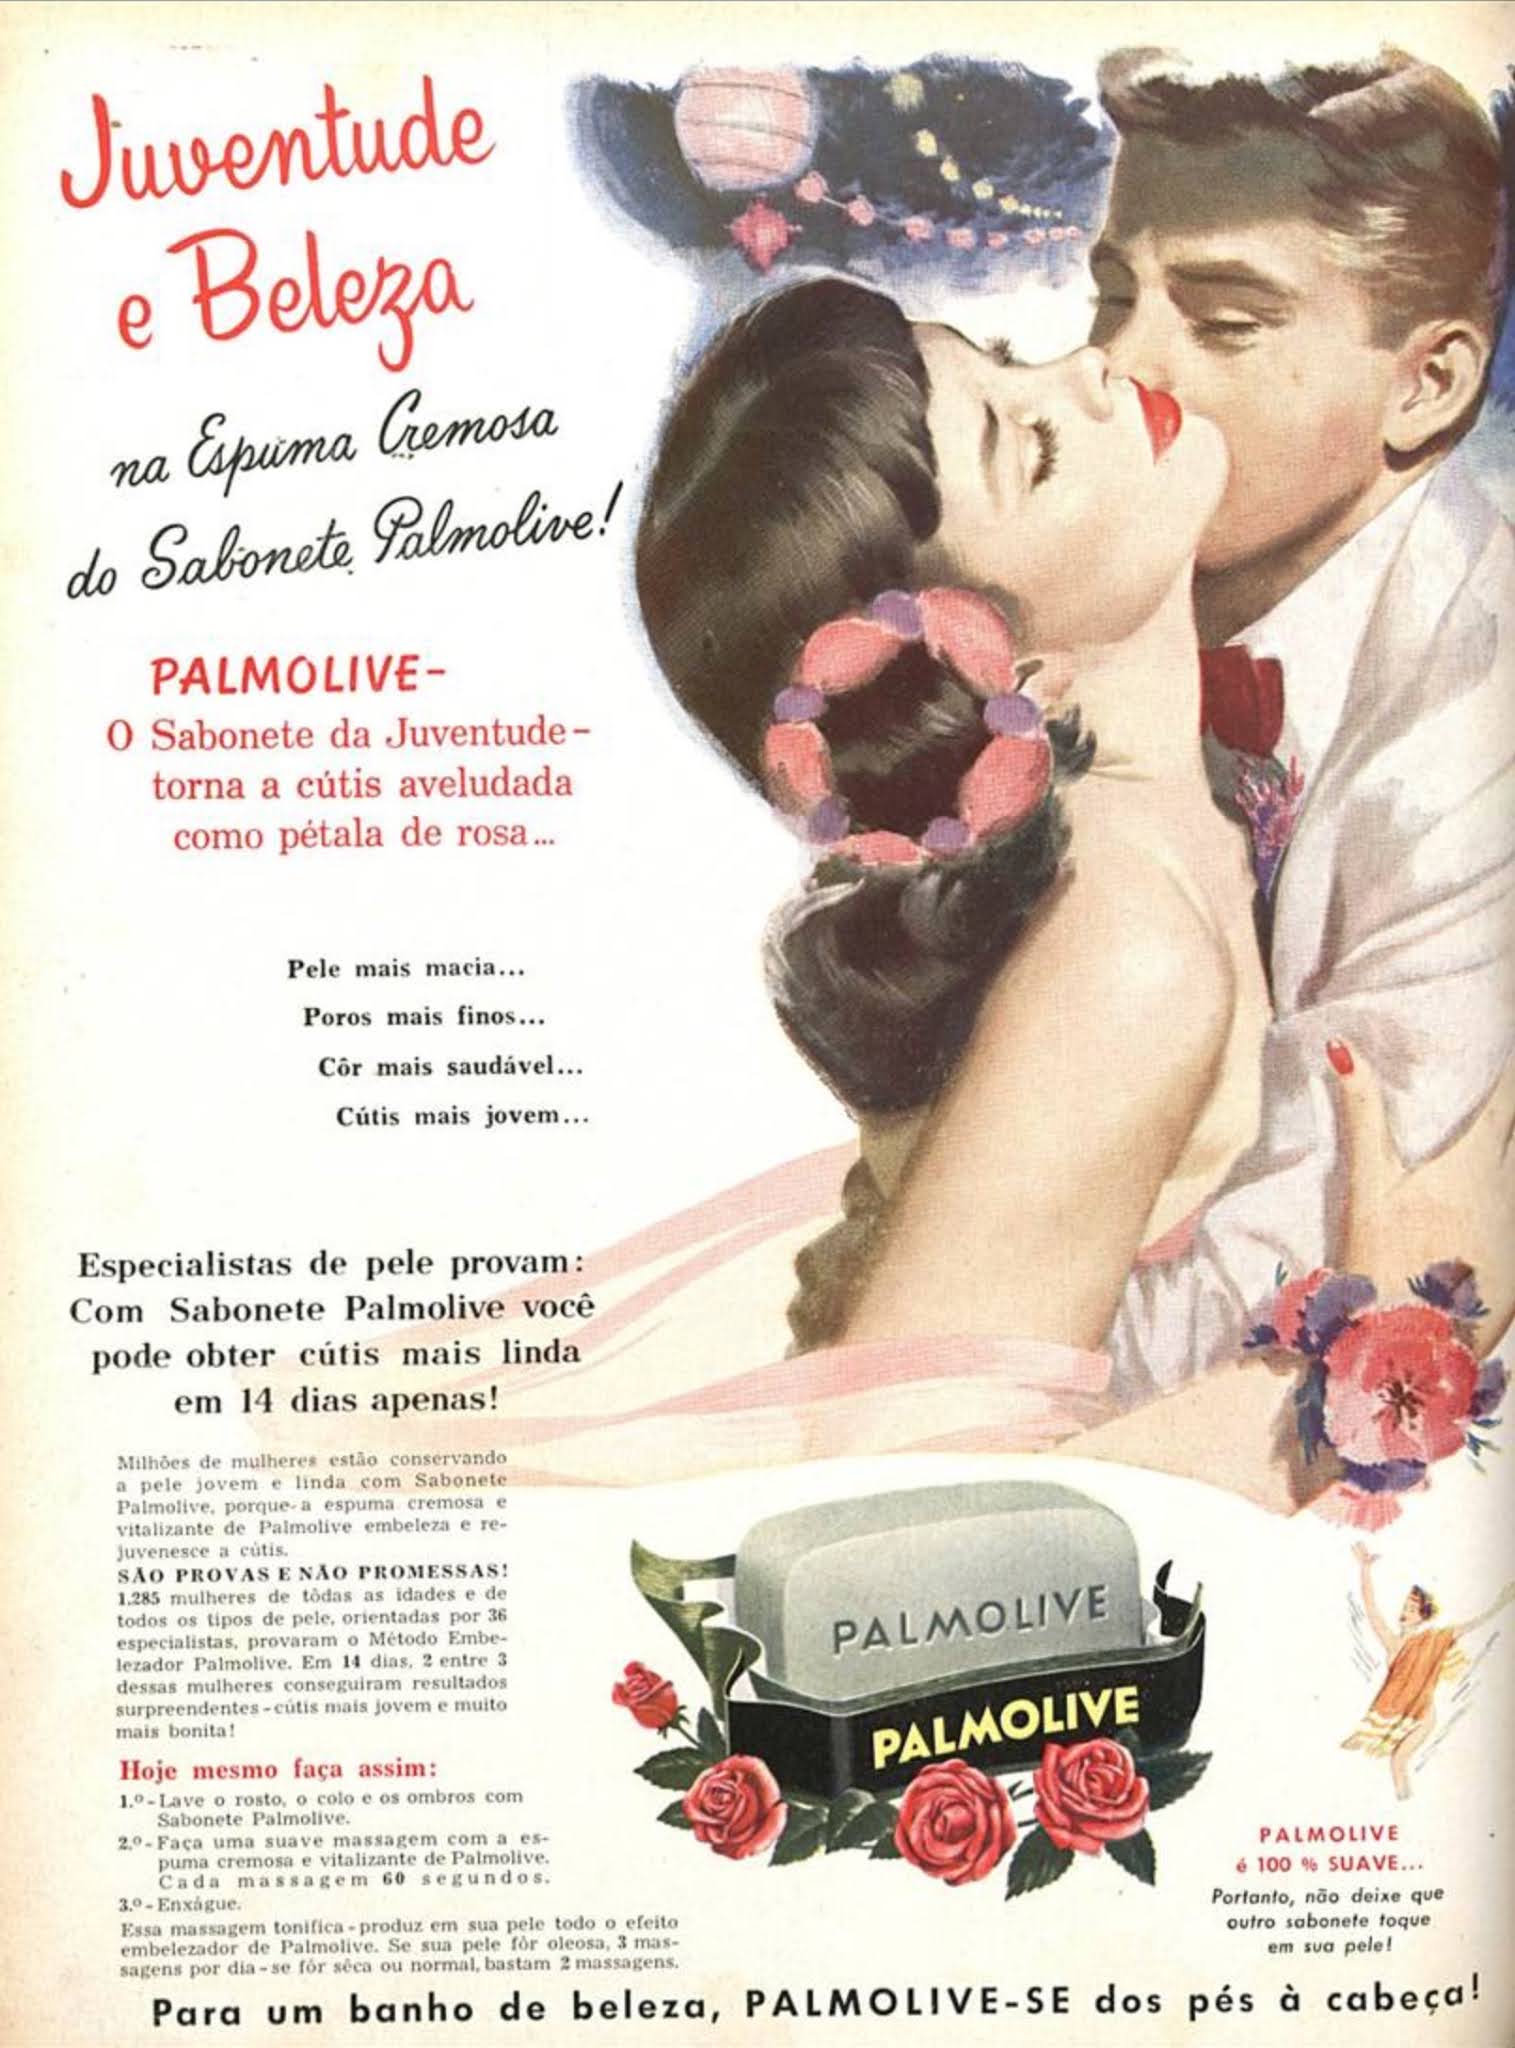 Juventude
e Beleza
na Espuma Cremosa
do Sabonete Palmolive!
PALMOLIVE-
O Sabonete da Juventude-
torna a cútis aveludada
como pétala de rosa...
Pele mais macia...
Poros mais finos...
Côr mais saudável...
Cútis mais jovem...
Especialistas de pele provam:
Com Sabonete Palmolive você
pode obter cútis mais linda
em 14 dias apenas!
Milhões de mulheres estão conservando
a pele jovem e linda com Sabonete
Palmolive, porque a espuma cremosa e
vitalizante de Palmolive embeleza e re-
juvenesce a cútis.
SÃO PROVAS E NÃO PROMESSAS!
1.285 mulheres de tôdas as idades e de
todos os tipos de pele, orientadas por 36
especialistas, provaram o Método Embe-
lezador Palmolive. Em 14 dias, 2 entre 3
dessas mulheres conseguiram resultados
surpreendentes - cútis mais jovem e muito
mais bonita!
Hoje mesmo faça assim:
1.º - Lave o rosto, o colo e os ombros com
Sabonete Palmolive.
2.º - Faça uma suave massagem com a es-
puma cremosa e vitalizante de Palmolive.
Cada massagem 60 segundos.
3.º - Enxágue.
Essa massagem tonifica - produz em sua pele todo o efeito
embelezador de Palmolive. Se sua pele fôr oleosa, 3 mas-
sagens por dia - se fôr sêca ou normal, bastam 2 massagens.
PALMOLIVE
PALMOLIVE
PALMOLIVE
é 100 % SUAVE...
Portanto, não deixe que
outro sabonete toque
em sua pele!
Para um banho de beleza, PALMOLIVE-SE dos pés à cabeça!